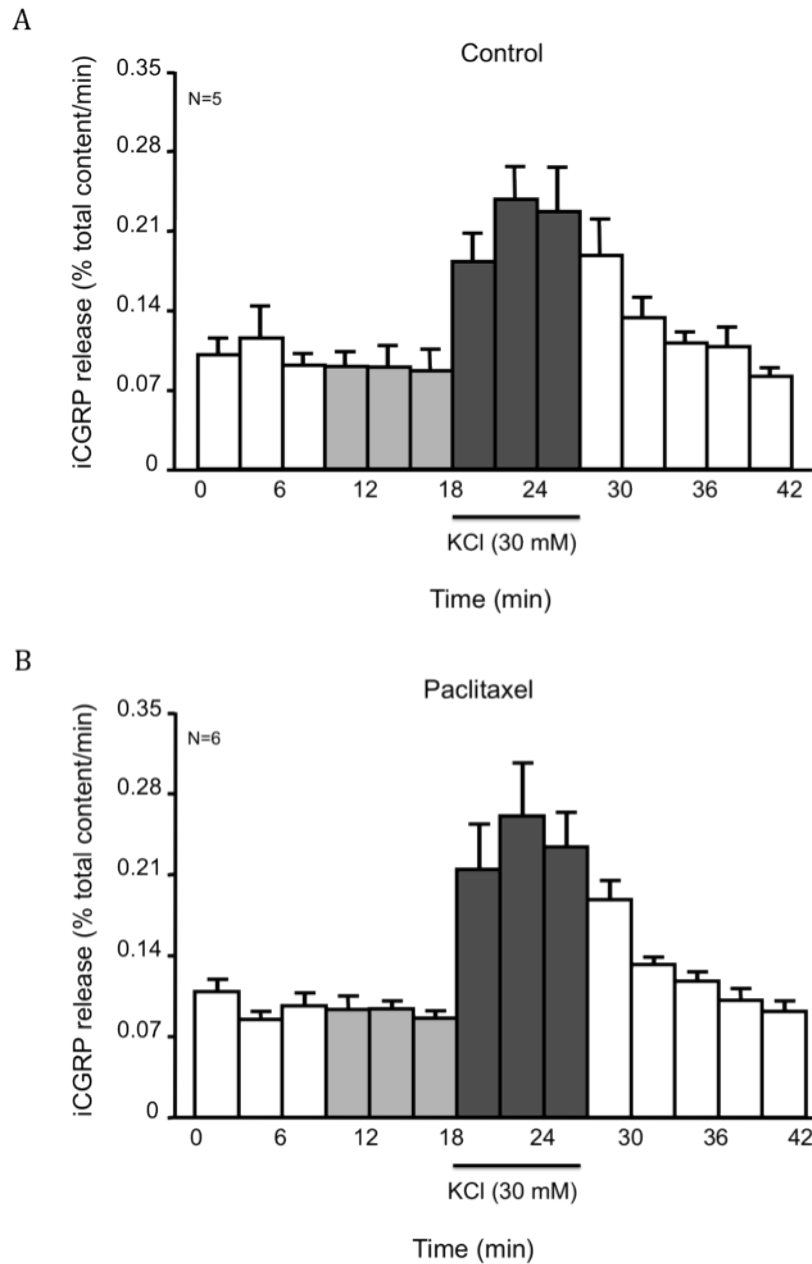 A
Control
iCGRP release (% total content/min)
0.35
N=5
0.28
0.21
0.14
0.07
0
0 6 12 18 24 30 36 42
KCl (30 mM)
Time (min)
B
Paclitaxel
iCGRP release (% total content/min)
0.35
N=6
0.28
0.21
0.14
0.07
0
0 6 12 18 24 30 36 42
KCl (30 mM)
Time (min)